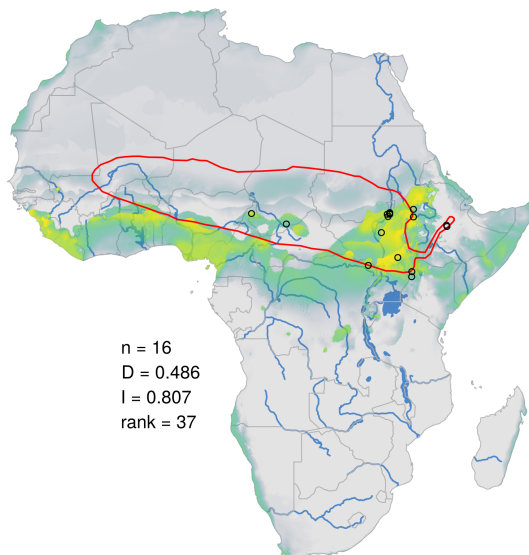 n = 16
D = 0.486
I = 0.807
rank = 37